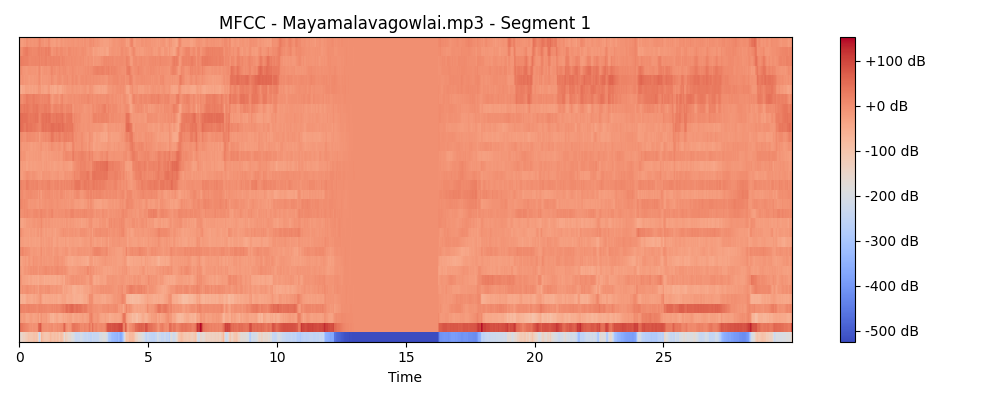 MFCC - Mayamalavagowlai.mp3 - Segment 1
+100 dB
+0 dB
-100 dB
-200 dB
-300 dB
-400 dB
-500 dB
0 5 10 15 20 25
Time